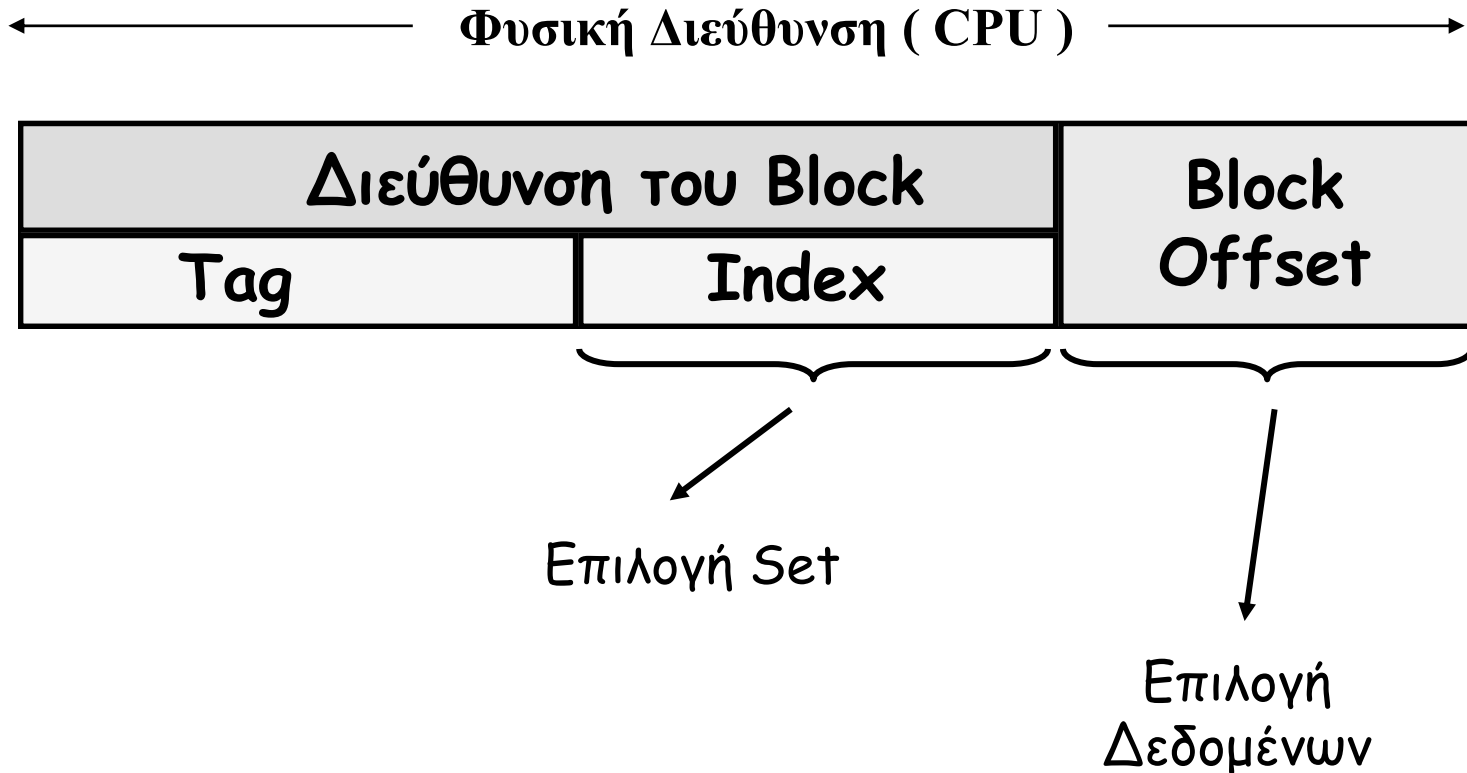 Φυσική Διεύθυνση ( CPU )
Διεύθυνση του Block
Block
Offset
Tag
Index
Επιλογή Set
Επιλογή
Δεδομένων